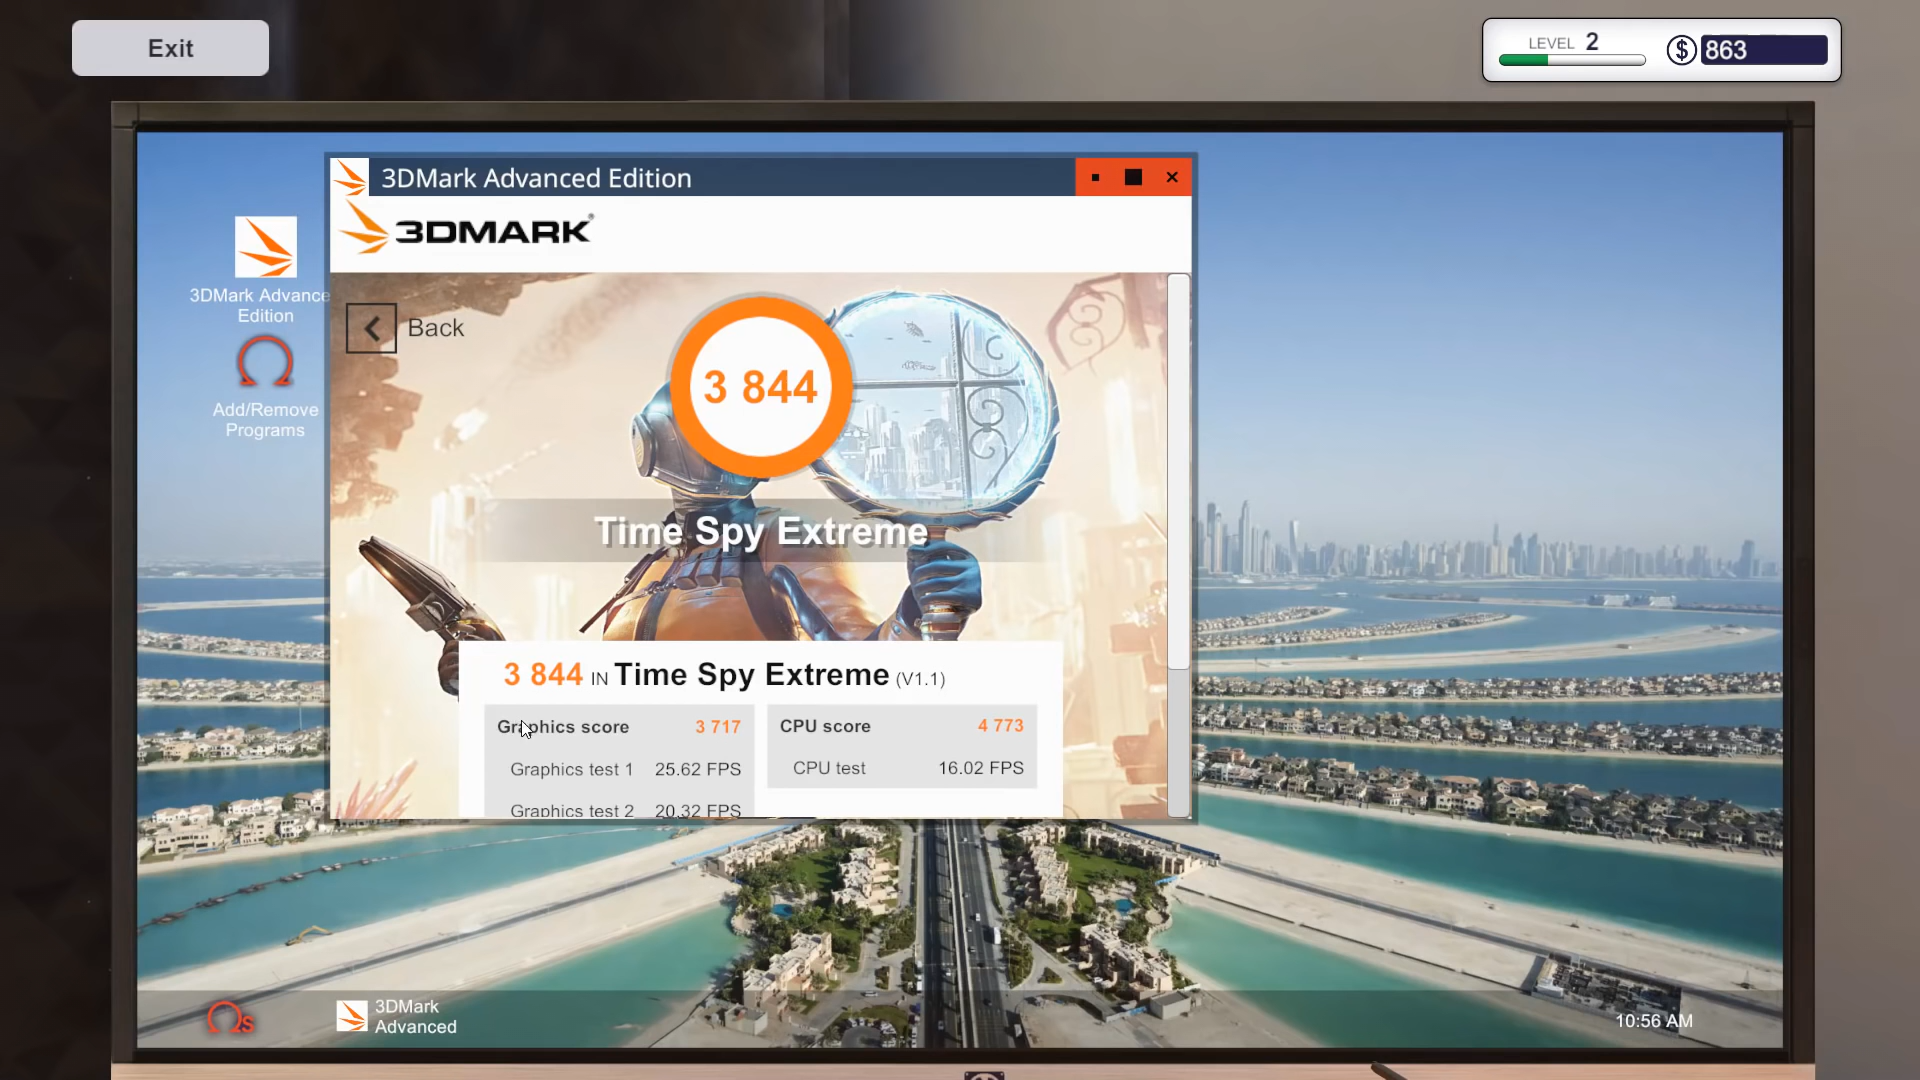 Exit
LEVEL 2
$ 863
3DMark Advanced Edition
3DMARK®
3DMark Advance
Edition
Back
3 844
Add/Remove
Programs
Time Spy Extreme
3 844 IN Time Spy Extreme (V1.1)
Graphics score 3 717
CPU score 4 773
Graphics test 1 25.62 FPS
CPU test 16.02 FPS
Graphics test 2 20.32 FPS
Ωs
3DMark
Advanced
10:56 AM